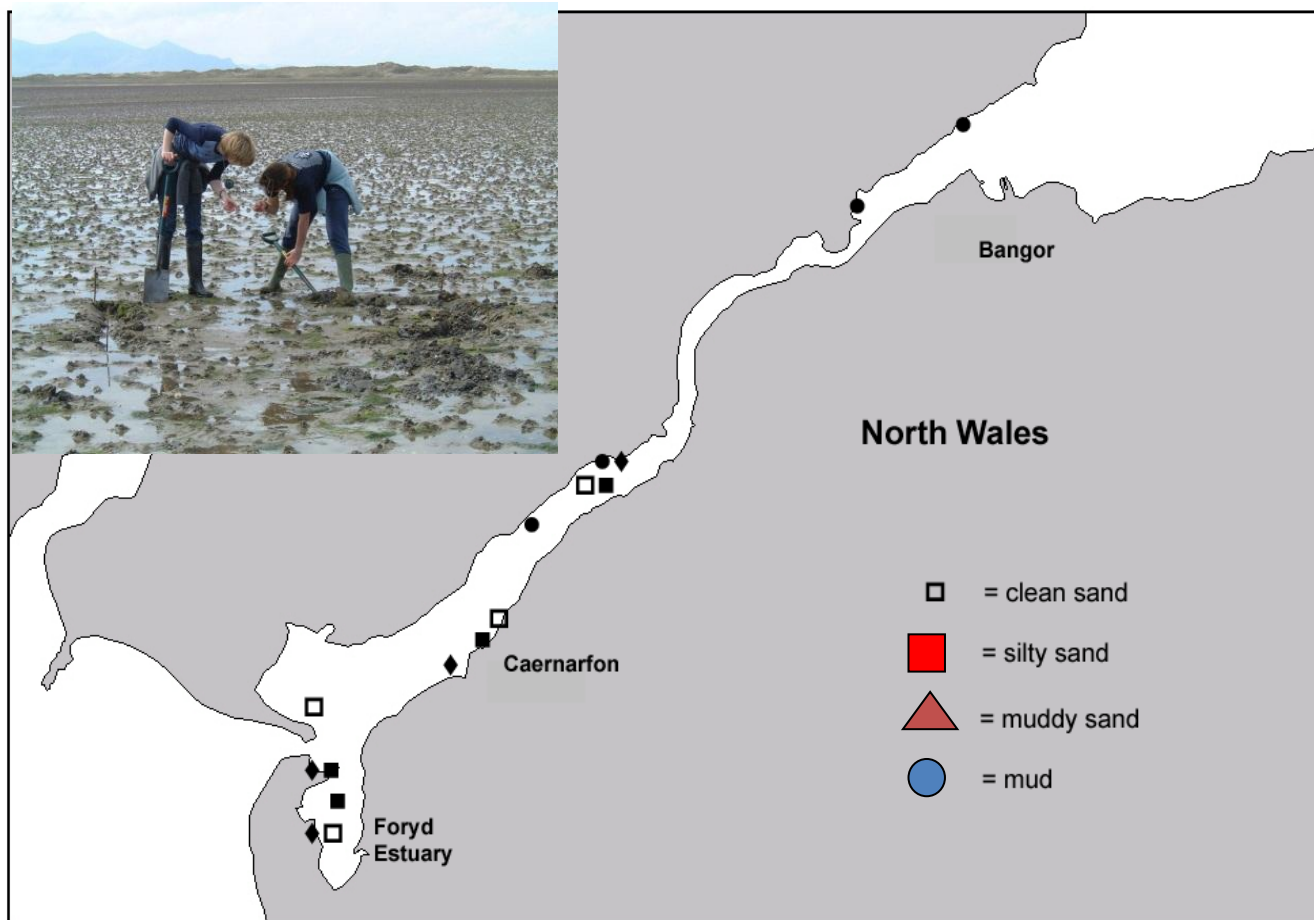 Bangor
North Wales
= clean sand
= silty sand
Caernarfon
= muddy sand
= mud
Foryd
Estuary